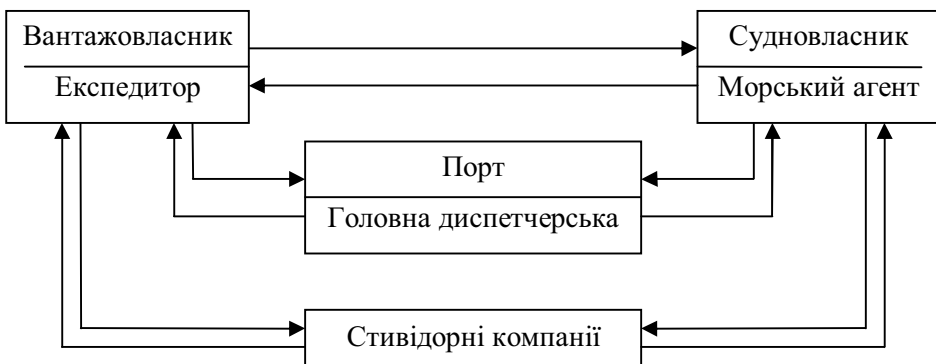 Вантажовласник
Експедитор
Судновласник
Морський агент
Порт
Головна диспетчерська
Стивідорні компанії